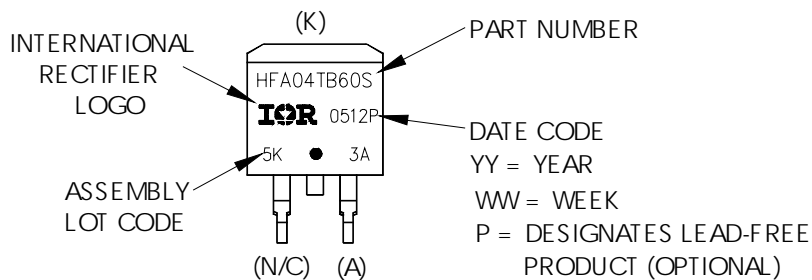 (K)
INTERNATIONAL
RECTIFIER
LOGO
PART NUMBER
HFA04TB60S
IOR 0512P
5K 3A
ASSEMBLY
LOT CODE
DATE CODE
YY = YEAR
WW = WEEK
P = DESIGNATES LEAD-FREE
PRODUCT (OPTIONAL)
(N/C) (A)